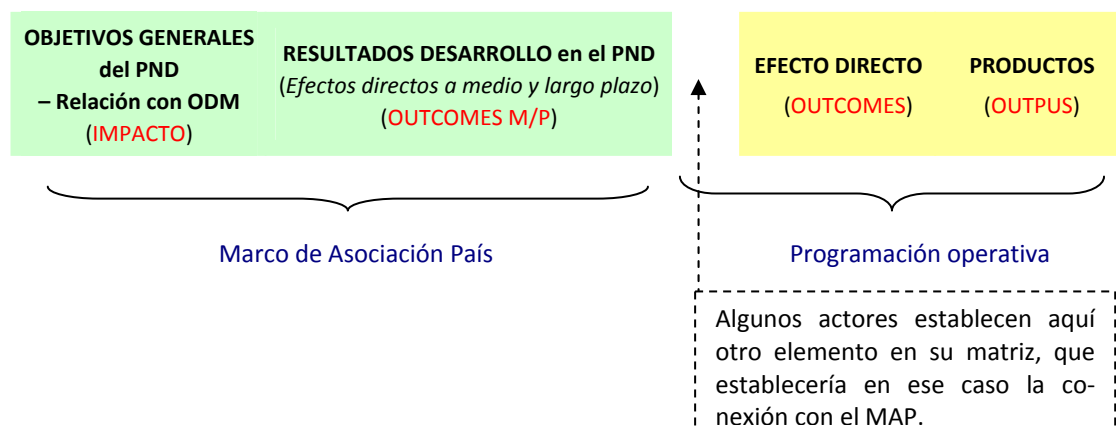 OBJETIVOS GENERALES
del PND
– Relación con ODM
(IMPACTO)
RESULTADOS DESARROLLO en el PND
(Efectos directos a medio y largo plazo)
(OUTCOMES M/P)
EFECTO DIRECTO
(OUTCOMES)
PRODUCTOS
(OUTPUS)
Marco de Asociación País
Programación operativa
Algunos actores establecen aquí
otro elemento en su matriz, que
establecería en ese caso la co-
nexión con el MAP.